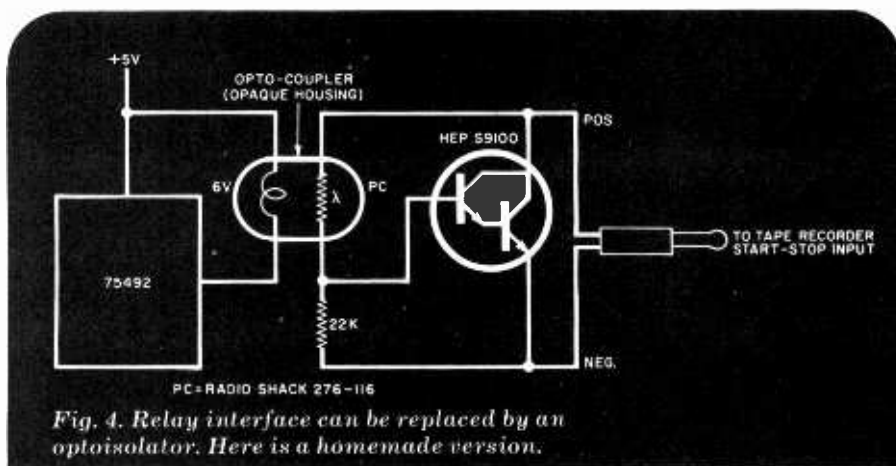 +5V
OPTO-COUPLER
(OPAQUE HOUSING)
HEP S9100
POS
6V
λ
PC
TO TAPE RECORDER
START-STOP INPUT
75492
22K
NEG.
PC=RADIO SHACK 276-116
Fig. 4. Relay interface can be replaced by an
optoisolator. Here is a homemade version.